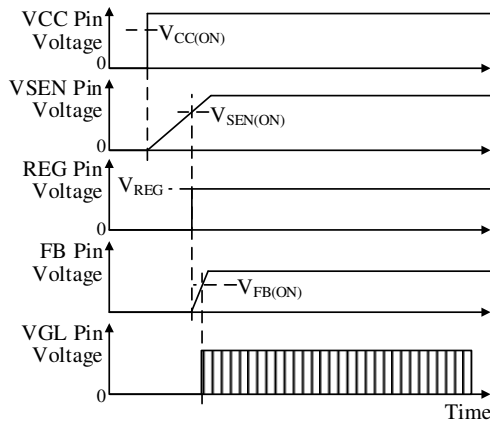 VCC Pin
Voltage
V_CC(ON)
0
VSEN Pin
Voltage
V_SEN(ON)
0
REG Pin
Voltage
V_REG
0
FB Pin
Voltage
V_FB(ON)
0
VGL Pin
Voltage
0
Time